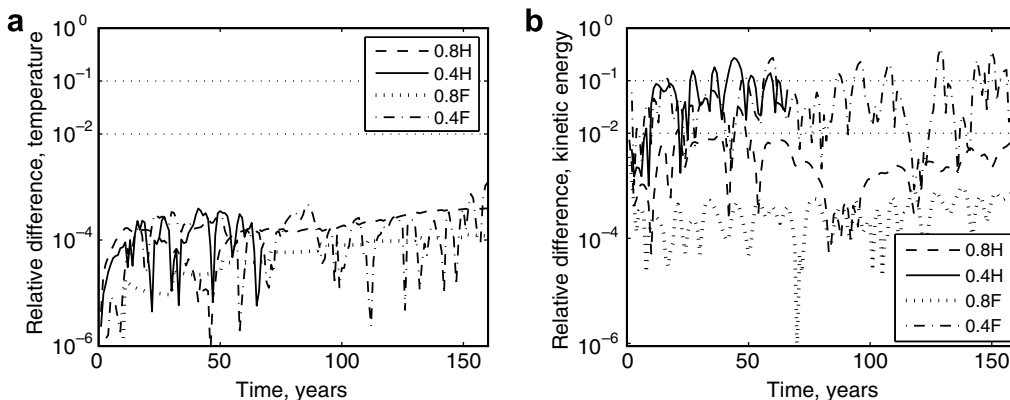 a
Relative difference, temperature
10^0
10^−1
10^−2
10^−4
10^−6
0
50
100
150
Time, years
0.8H
0.4H
0.8F
0.4F
b
Relative difference, kinetic energy
10^0
10^−1
10^−2
10^−4
10^−6
0
50
100
150
Time, years
0.8H
0.4H
0.8F
0.4F